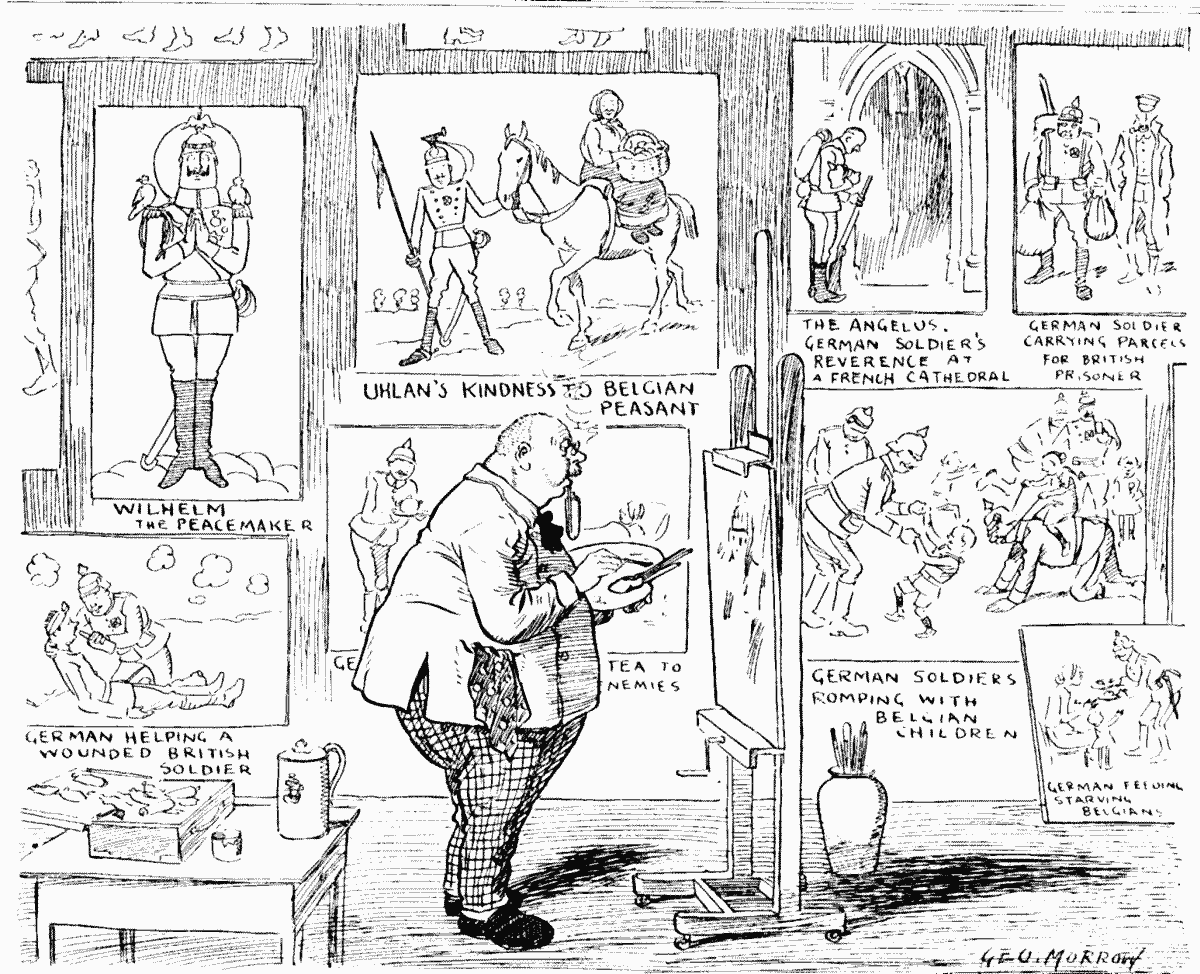 WILHELM
THE PEACEMAKER
UHLAN'S KINDNESS TO BELGIAN
PEASANT
THE ANGELUS.
GERMAN SOLDIER'S
REVERENCE AT
A FRENCH CATHEDRAL
GERMAN SOLDIER
CARRYING PARCELS
FOR BRITISH
PRISONER
GERMAN HELPING A
WOUNDED BRITISH
SOLDIER
GE TEA TO
NEMIES
GERMAN SOLDIERS
ROMPING WITH
BELGIAN
CHILDREN
GERMAN FEEDING
STARVING
BELGIANS
GEO. MORROW